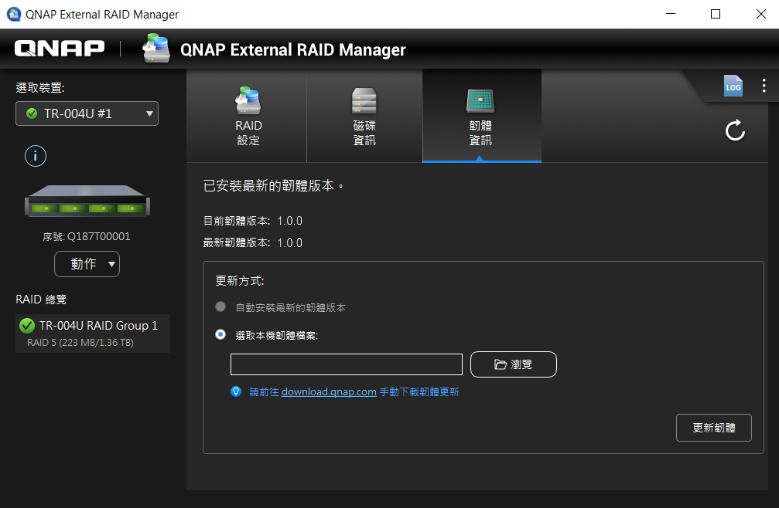 QNAP External RAID Manager
QNAP
QNAP External RAID Manager
選取裝置:
TR-004U #1
i
序號: Q187T00001
動作
RAID 總覽
TR-004U RAID Group 1
RAID 5 (223 MB/1.36 TB)
RAID
設定
磁碟
資訊
韌體
資訊
LOG
已安裝最新的韌體版本。
目前韌體版本: 1.0.0
最新韌體版本: 1.0.0
更新方式:
自動安裝最新的韌體版本
選取本機韌體檔案:
瀏覽
請前往 download.qnap.com 手動下載韌體更新
更新韌體